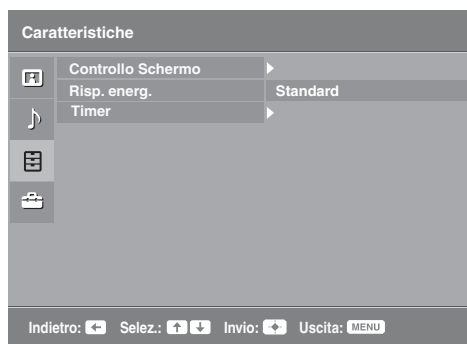 Caratteristiche
Controllo Schermo
Risp. energ. Standard
Timer
Indietro: Selez.: Invio: Uscita: MENU